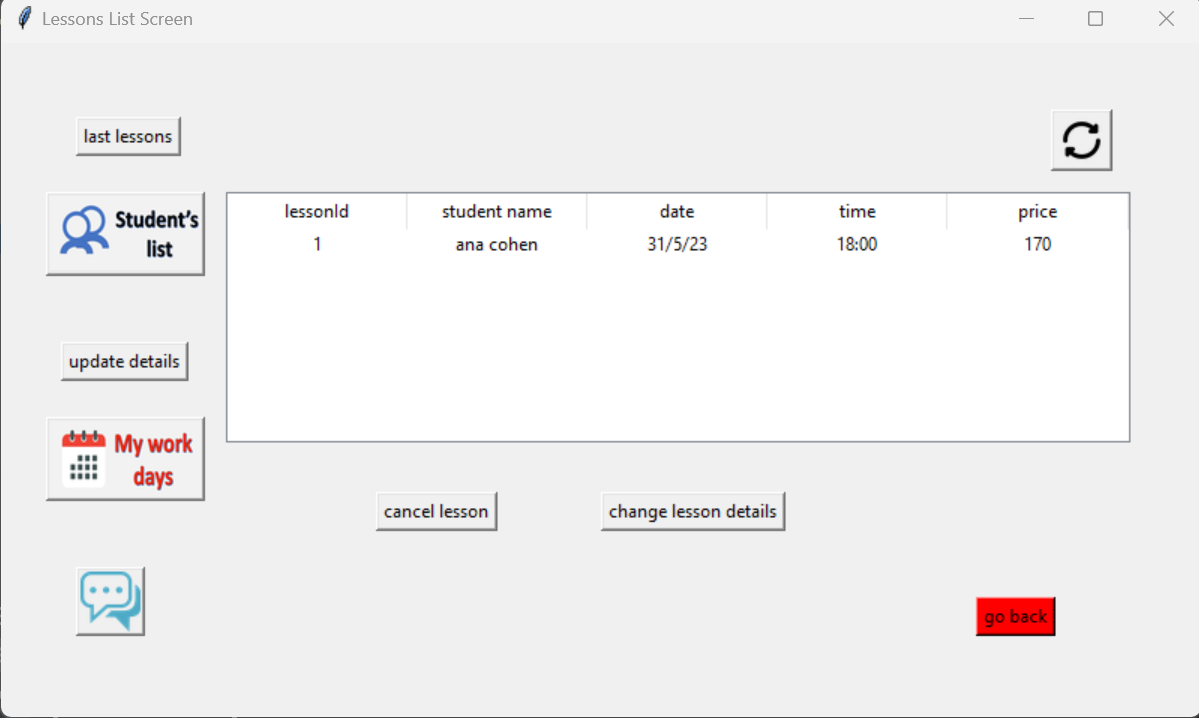 Lessons List Screen
last lessons
Student's
list
lessonId student name date time price
1 ana cohen 31/5/23 18:00 170
update details
My work
days
cancel lesson change lesson details
go back